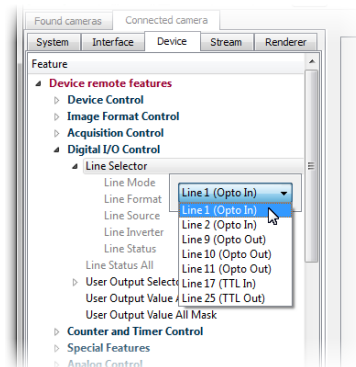 Found cameras Connected camera
System Interface Device Stream Renderer
Feature
Device remote features
Device Control
Image Format Control
Acquisition Control
Digital I/O Control
Line Selector
Line Mode
Line Format
Line Source
Line Inverter
Line Status
Line Status All
User Output Selecto
User Output Value A
User Output Value All Mask
Counter and Timer Control
Special Features
Analog Control
Line 1 (Opto In)
Line 1 (Opto In)
Line 2 (Opto In)
Line 9 (Opto Out)
Line 10 (Opto Out)
Line 11 (Opto Out)
Line 17 (TTL In)
Line 25 (TTL Out)